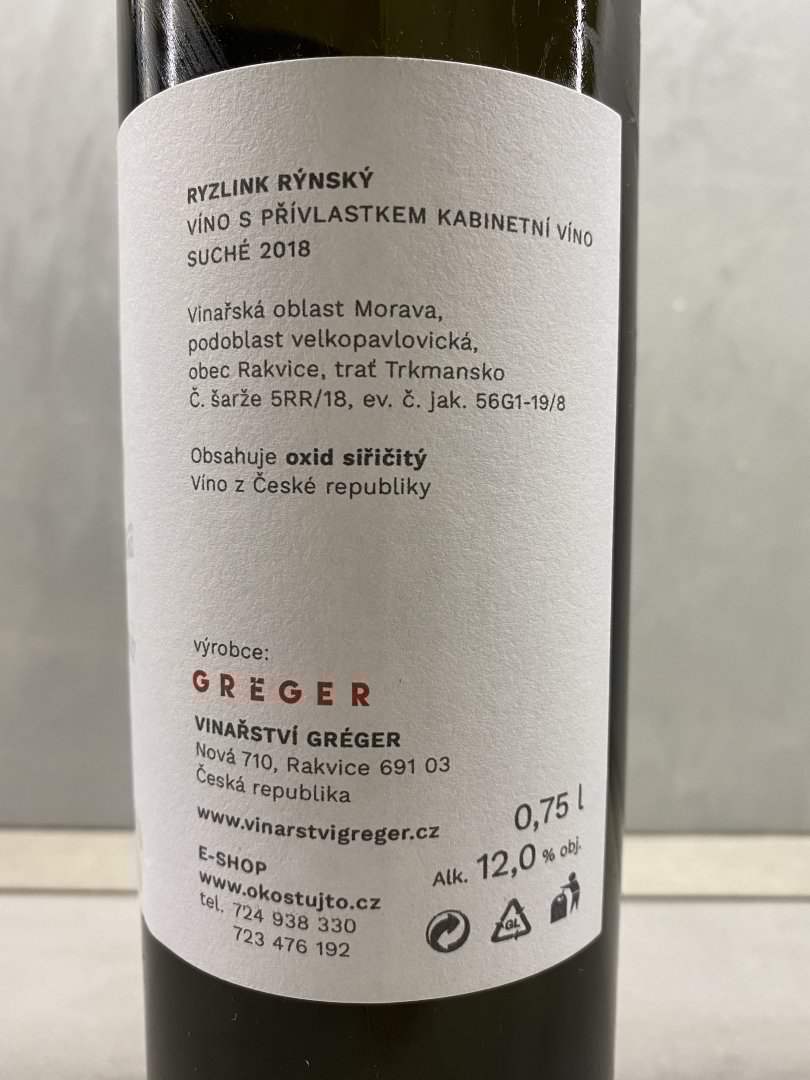 RYZLINK RÝNSKÝ
VÍNO S PŘÍVLASTKEM KABINETNÍ VÍNO
SUCHÉ 2018
Vinařská oblast Morava,
podoblast velkopavlovická,
obec Rakvice, trať Trkmansko
Č. šarže 5RR/18, ev. č. jak. 56G1-19/8
Obsahuje oxid siřičitý
Víno z České republiky
výrobce:
GRËGER
VINAŘSTVÍ GRÉGER
Nová 710, Rakvice 691 03
Česká republika
www.vinarstvigreger.cz
0,75 l
Alk. 12,0 % obj.
E-SHOP
www.okostujto.cz
tel. 724 938 330
723 476 192
GL